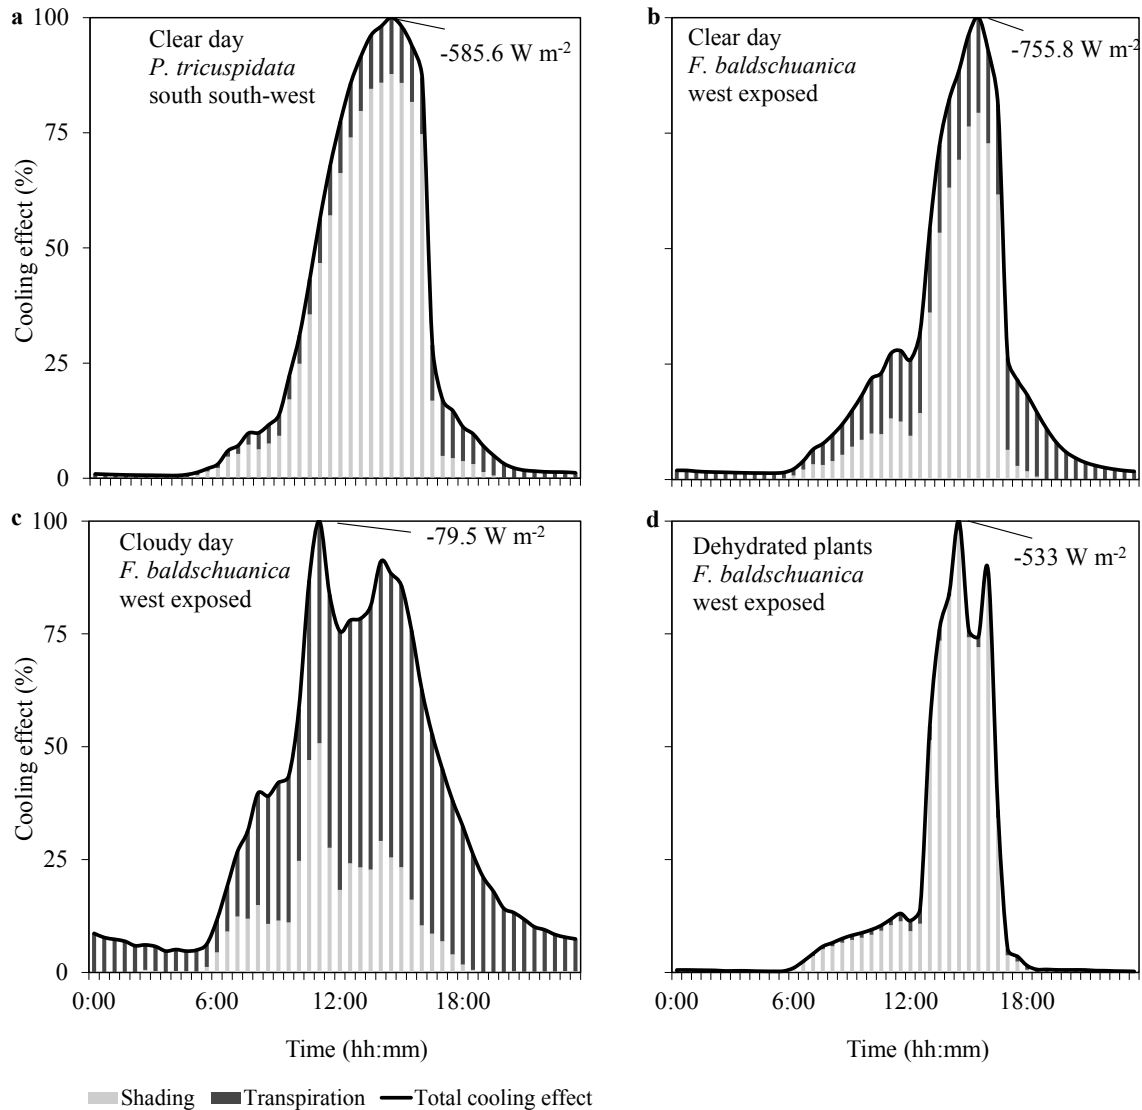 a
100
75
50
25
0
Cooling effect (%)
Clear day
P. tricuspidata
south south-west
-585.6 W m-2
b
Clear day
F. baldschuanica
west exposed
-755.8 W m-2
c
100
75
50
25
0
Cooling effect (%)
Cloudy day
F. baldschuanica
west exposed
-79.5 W m-2
0:00 6:00 12:00 18:00
Time (hh:mm)
d
Dehydrated plants
F. baldschuanica
west exposed
-533 W m-2
0:00 6:00 12:00 18:00
Time (hh:mm)
Shading Transpiration Total cooling effect